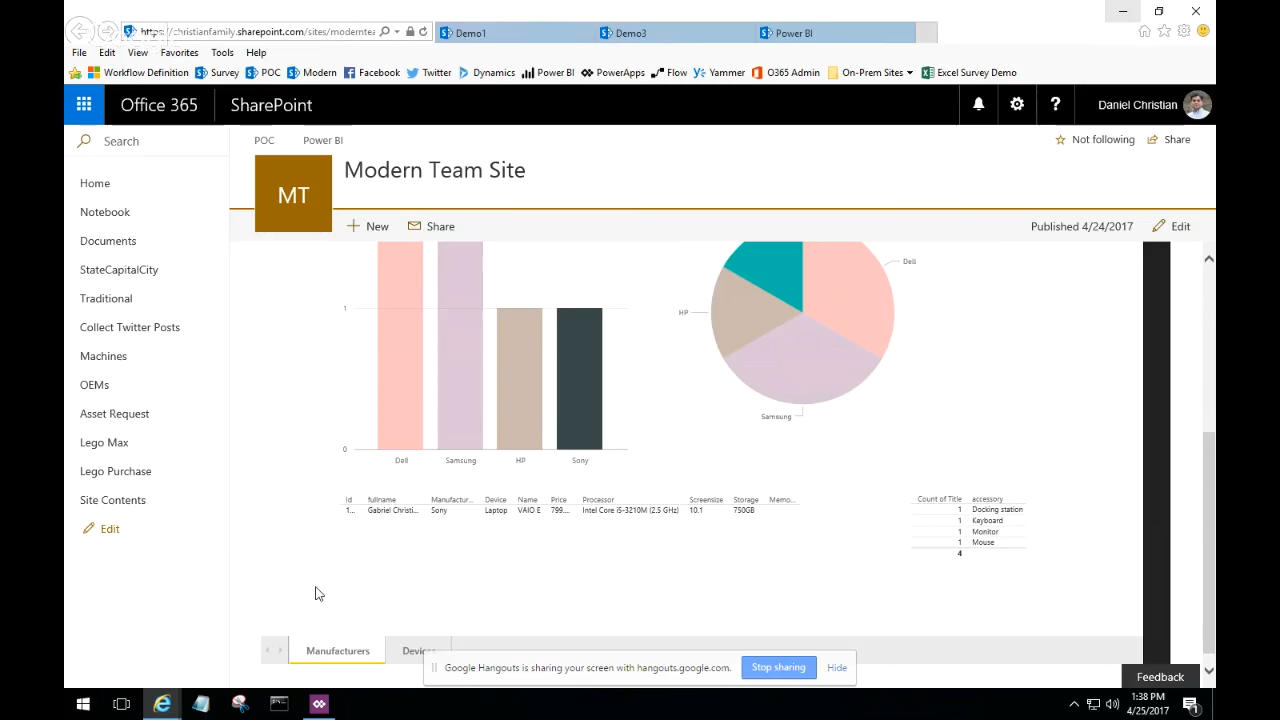 https://christianfamily.sharepoint.com/sites/moderntea
Demo1
Demo3
Power BI
File Edit View Favorites Tools Help
Workflow Definition Survey POC Modern Facebook Twitter Dynamics Power BI PowerApps Flow Yammer O365 Admin On-Prem Sites Excel Survey Demo
Office 365 SharePoint ? Daniel Christian
Search
POC Power BI
Not following Share
MT
Modern Team Site
+ New Share
Published 4/24/2017 Edit
Home
Notebook
Documents
StateCapitalCity
Traditional
Collect Twitter Posts
Machines
OEMs
Asset Request
Lego Max
Lego Purchase
Site Contents
Edit
1
0
Dell Samsung HP Sony
Dell
HP
Samsung
Id fullname Manufactur... Device Name Price Processor Screensize Storage Memo...
1... Gabriel Christi... Sony Laptop VAIO E 799.... Intel Core i5-3210M (2.5 GHz) 10.1 750GB
Count of Title accessory
1 Docking station
1 Keyboard
1 Monitor
1 Mouse
4
Manufacturers
Google Hangouts is sharing your screen with hangouts.google.com. Stop sharing Hide
Feedback
1:38 PM
4/25/2017
1